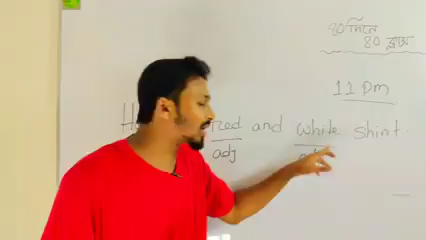 ৪০ দিনে
৪০ ক্লাস
11 Pm
red and white Shirt.
adj